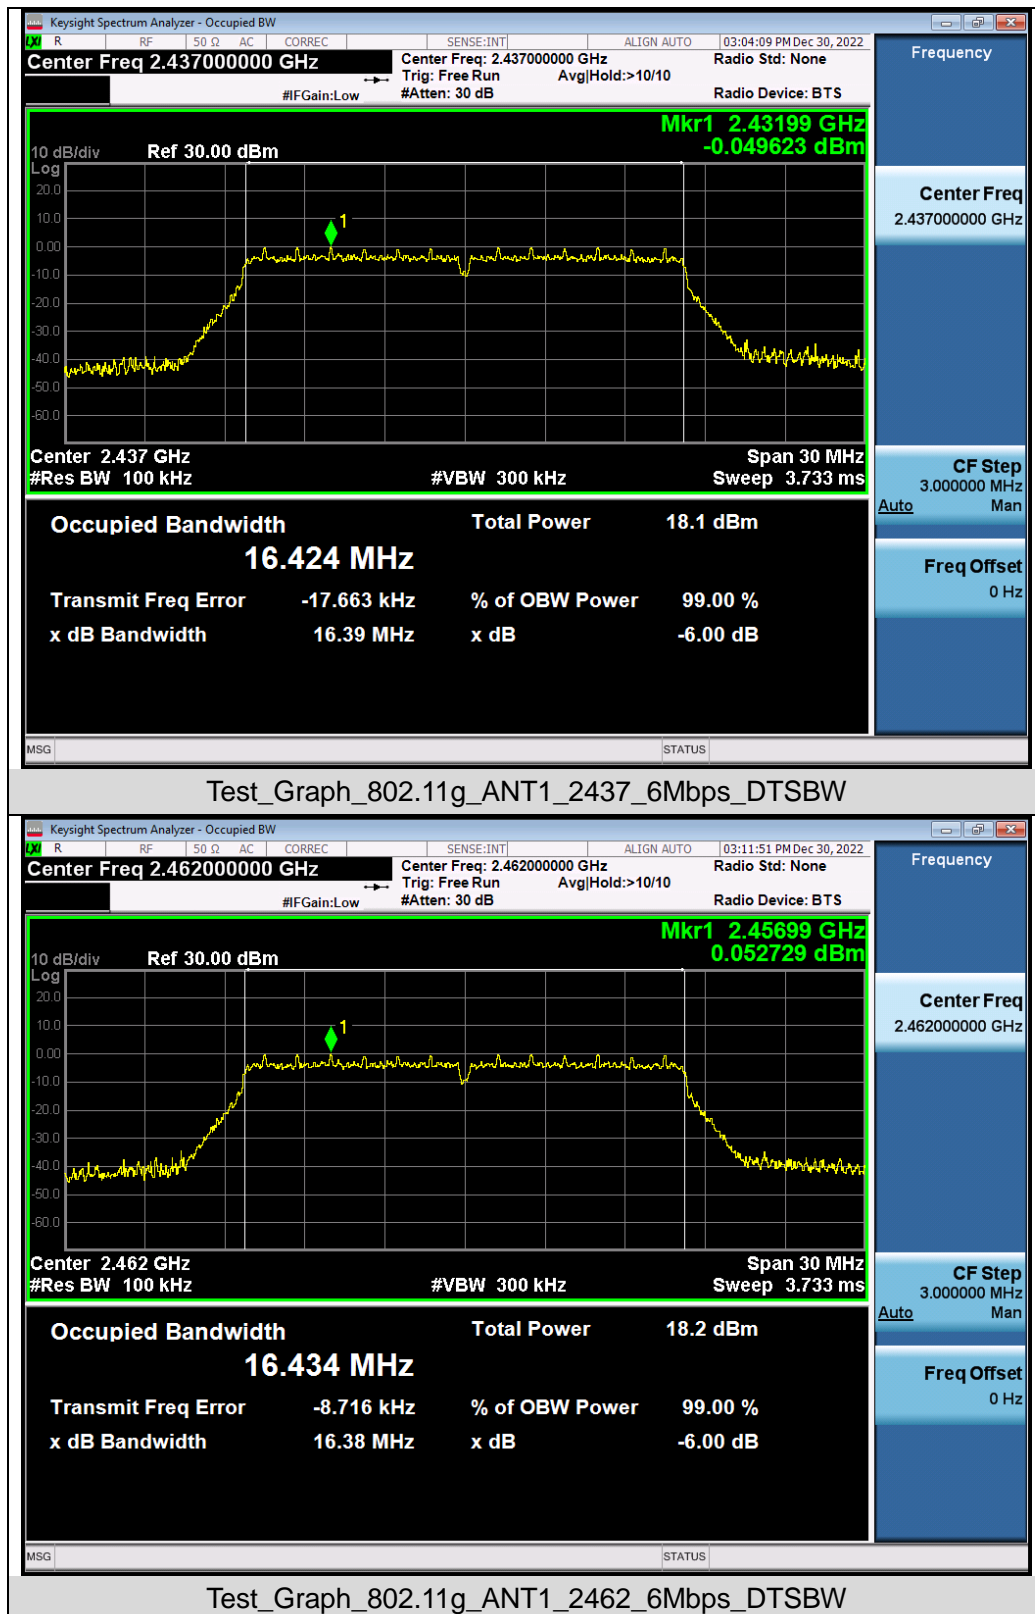 Keysight Spectrum Analyzer - Occupied BW
LXI R RF 50 Ω AC CORREC SENSE:INT ALIGN AUTO 03:04:09 PM Dec 30, 2022
Center Freq 2.437000000 GHz
Center Freq: 2.437000000 GHz
Radio Std: None
Trig: Free Run Avg|Hold:>10/10
#IFGain:Low
#Atten: 30 dB
Radio Device: BTS
Frequency
Mkr1 2.43199 GHz
-0.049623 dBm
10 dB/div Ref 30.00 dBm
Log
20.0
10.0
1
0.00
-10.0
-20.0
-30.0
-40.0
-50.0
-60.0
Center 2.437 GHz
Span 30 MHz
#Res BW 100 kHz #VBW 300 kHz Sweep 3.733 ms
Center Freq
2.437000000 GHz
CF Step
3.000000 MHz
Auto Man
Freq Offset
0 Hz
Occupied Bandwidth
Total Power 18.1 dBm
16.424 MHz
Transmit Freq Error -17.663 kHz % of OBW Power 99.00 %
x dB Bandwidth 16.39 MHz x dB -6.00 dB
MSG STATUS
Test_Graph_802.11g_ANT1_2437_6Mbps_DTSBW
Keysight Spectrum Analyzer - Occupied BW
LXI R RF 50 Ω AC CORREC SENSE:INT ALIGN AUTO 03:11:51 PM Dec 30, 2022
Center Freq 2.462000000 GHz
Center Freq: 2.462000000 GHz
Radio Std: None
Trig: Free Run Avg|Hold:>10/10
#IFGain:Low
#Atten: 30 dB
Radio Device: BTS
Frequency
Mkr1 2.45699 GHz
0.052729 dBm
10 dB/div Ref 30.00 dBm
Log
20.0
10.0
1
0.00
-10.0
-20.0
-30.0
-40.0
-50.0
-60.0
Center 2.462 GHz
Span 30 MHz
#Res BW 100 kHz #VBW 300 kHz Sweep 3.733 ms
Center Freq
2.462000000 GHz
CF Step
3.000000 MHz
Auto Man
Freq Offset
0 Hz
Occupied Bandwidth
Total Power 18.2 dBm
16.434 MHz
Transmit Freq Error -8.716 kHz % of OBW Power 99.00 %
x dB Bandwidth 16.38 MHz x dB -6.00 dB
MSG STATUS
Test_Graph_802.11g_ANT1_2462_6Mbps_DTSBW